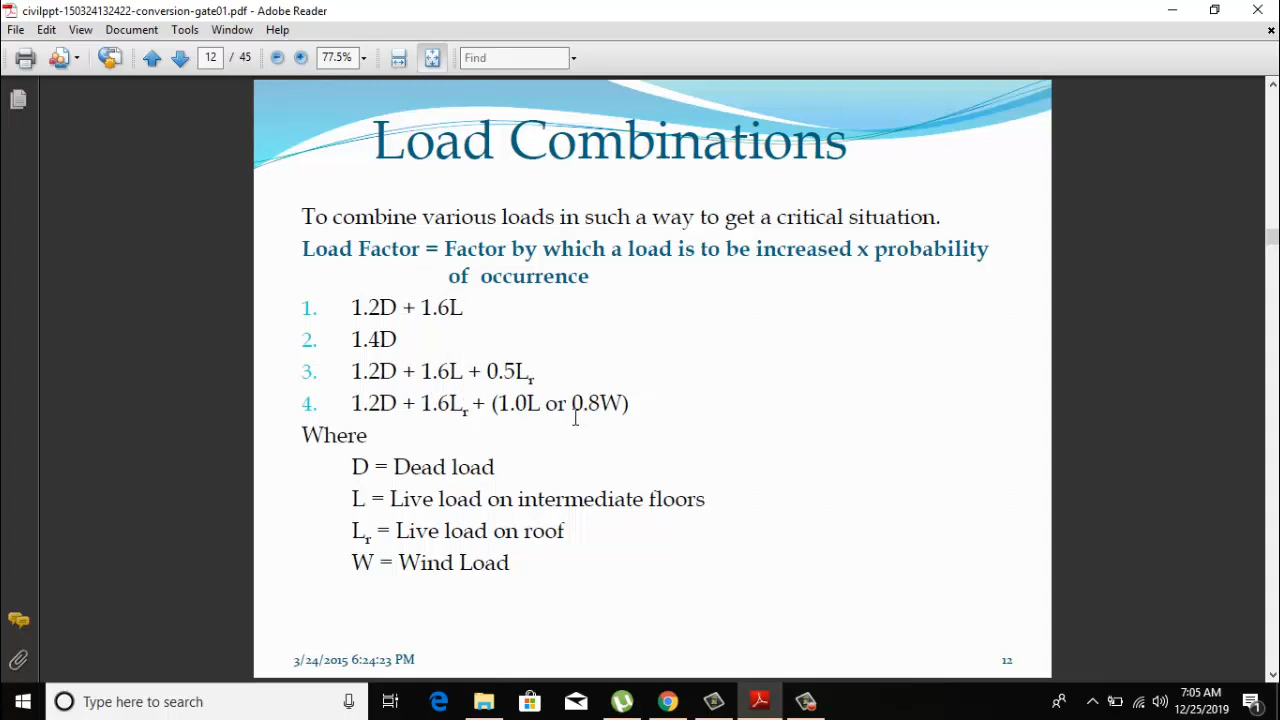 civilppt-150324132422-conversion-gate01.pdf - Adobe Reader
File Edit View Document Tools Window Help
12 / 45 77.5% Find
Load Combinations
To combine various loads in such a way to get a critical situation.
Load Factor = Factor by which a load is to be increased x probability
of occurrence
1. 1.2D + 1.6L
2. 1.4D
3. 1.2D + 1.6L + 0.5Lr
4. 1.2D + 1.6Lr + (1.0L or 0.8W)
Where
D = Dead load
L = Live load on intermediate floors
Lr = Live load on roof
W = Wind Load
3/24/2015 6:24:23 PM 12
Type here to search
7:05 AM
12/25/2019
1